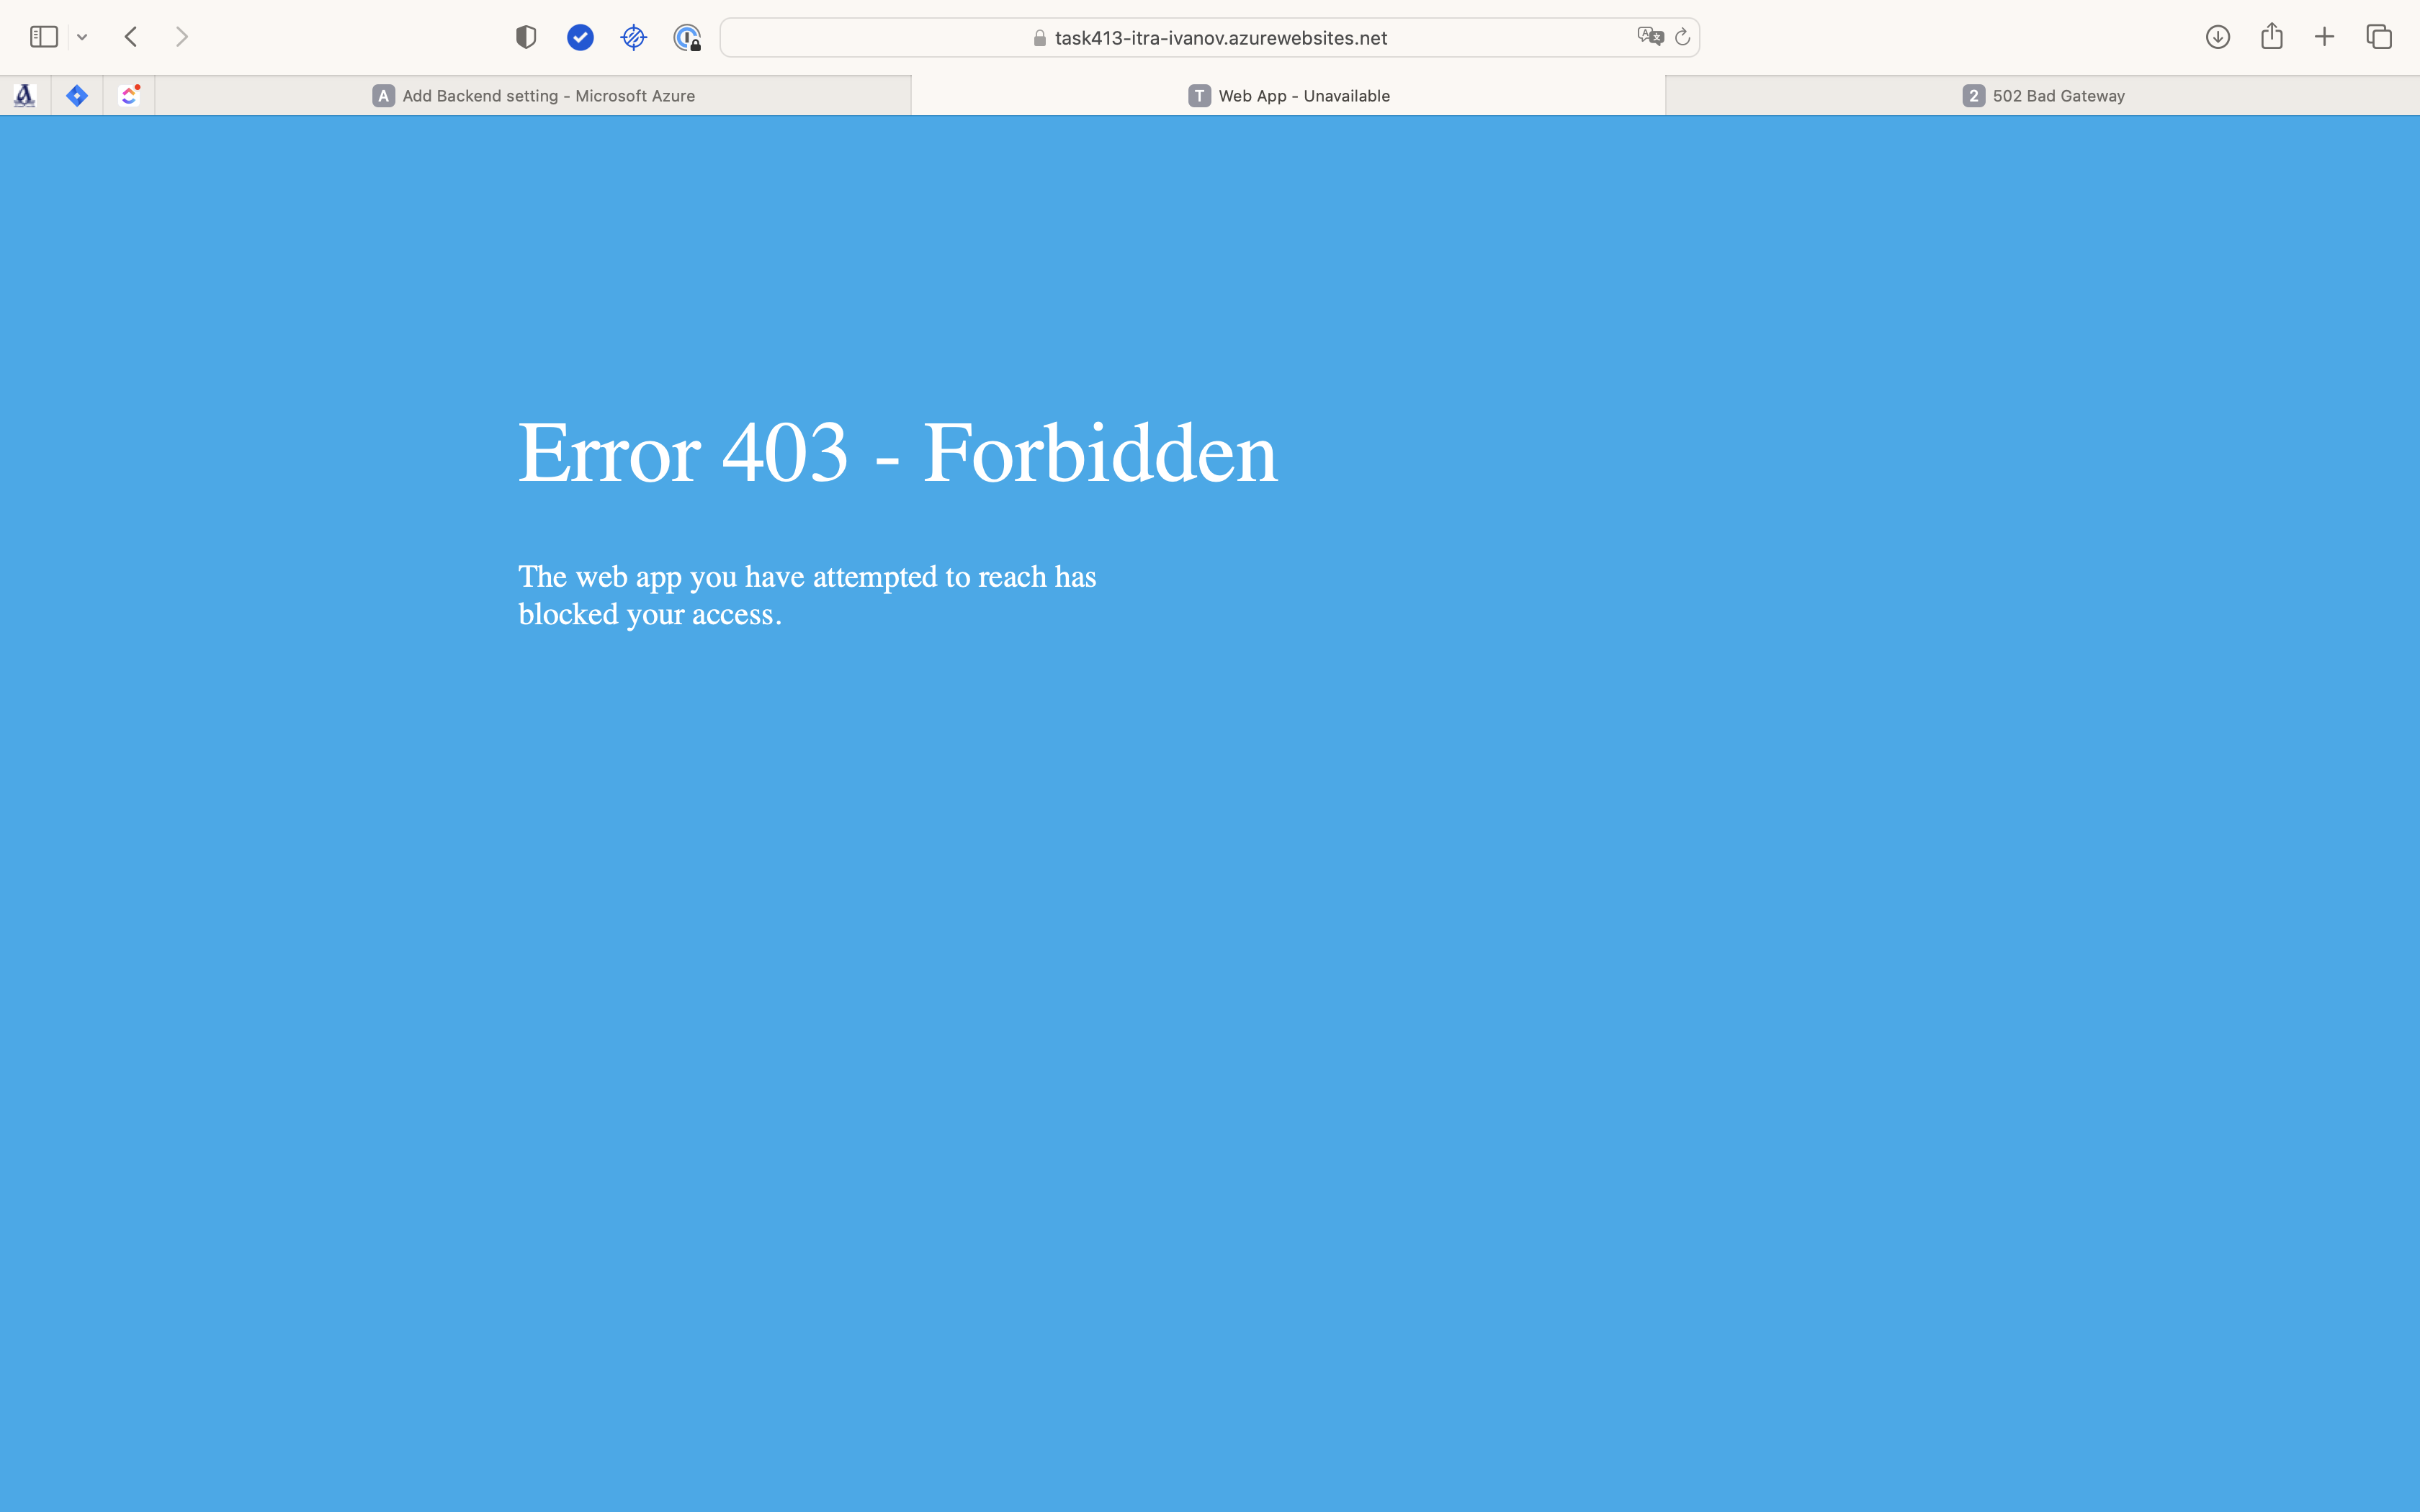 task413-itra-ivanov.azurewebsites.net
A Add Backend setting - Microsoft Azure
T Web App - Unavailable
2 502 Bad Gateway
Error 403 - Forbidden
The web app you have attempted to reach has
blocked your access.